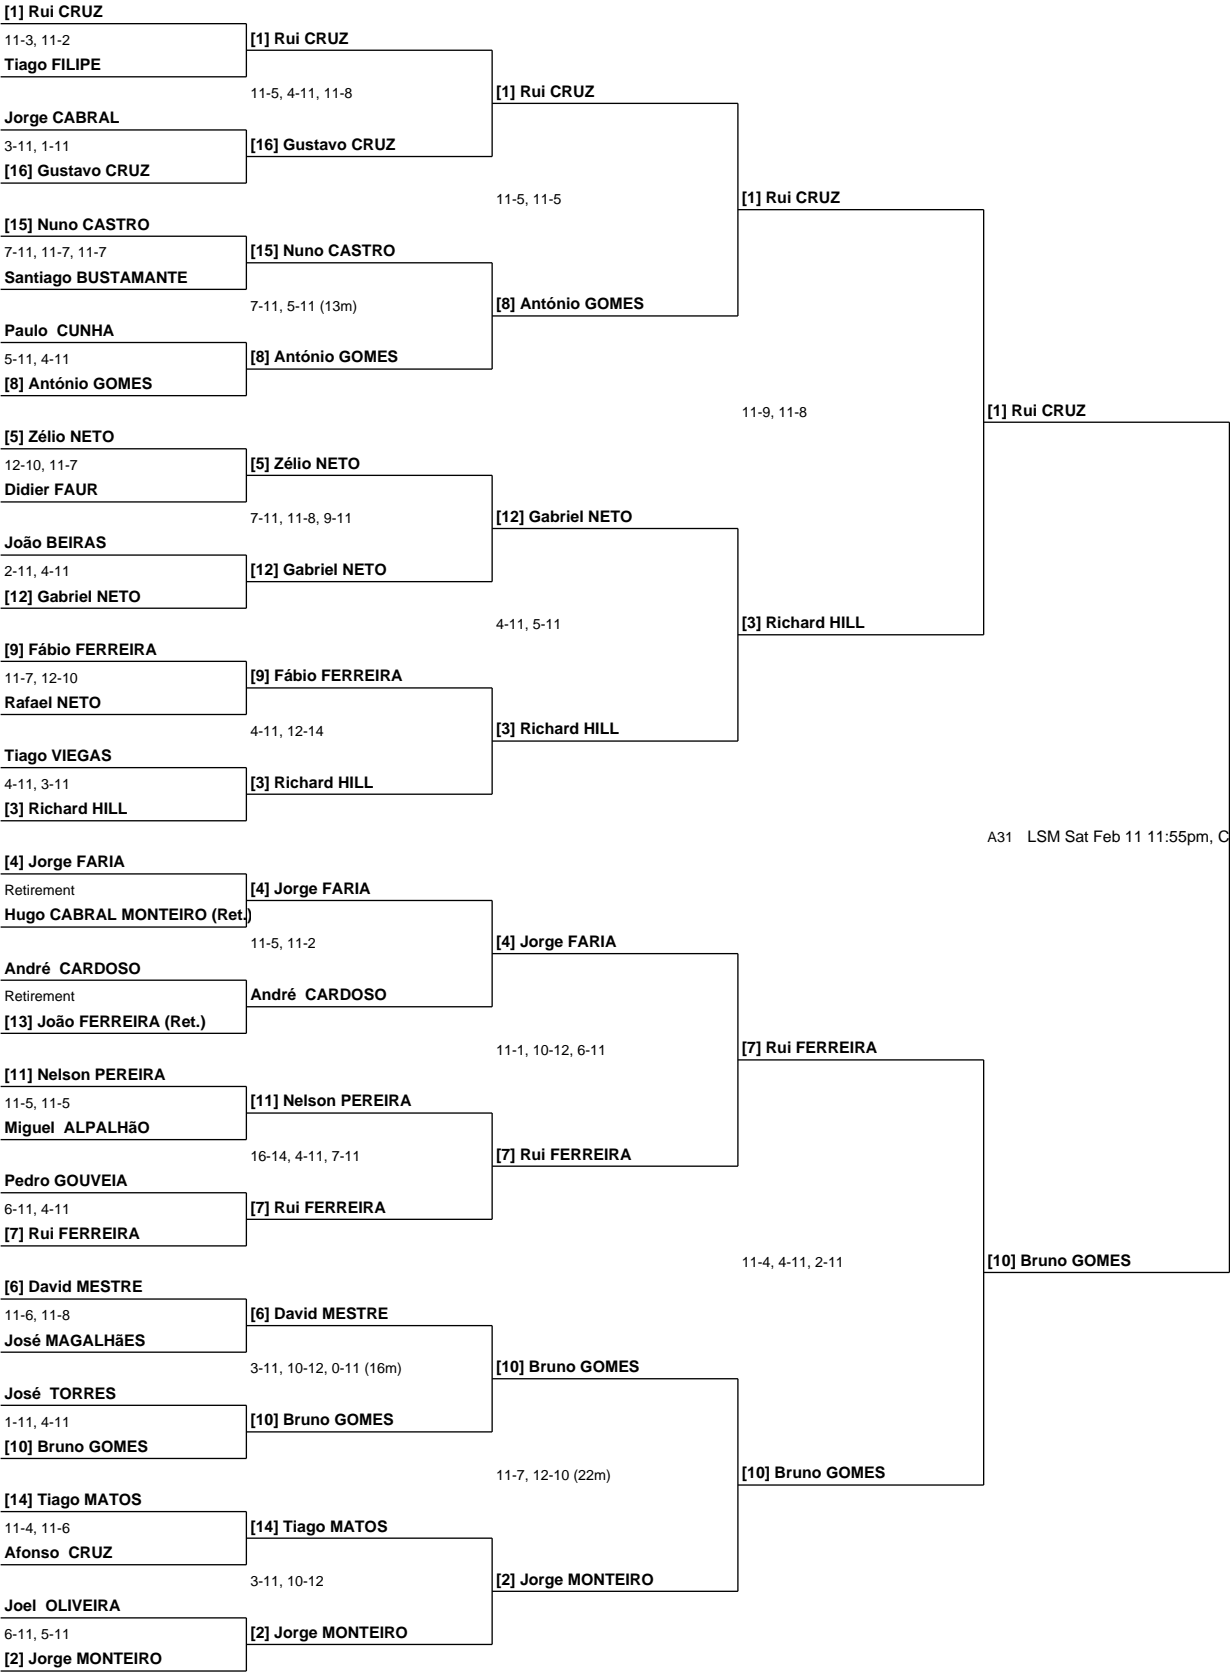 [1] Rui CRUZ
11-3, 11-2
Tiago FILIPE
Jorge CABRAL
3-11, 1-11
[16] Gustavo CRUZ
[15] Nuno CASTRO
7-11, 11-7, 11-7
Santiago BUSTAMANTE
Paulo  CUNHA
5-11, 4-11
[8] António GOMES
[5] Zélio NETO
12-10, 11-7
Didier FAUR
João BEIRAS
2-11, 4-11
[12] Gabriel NETO
[9] Fábio FERREIRA
11-7, 12-10
Rafael NETO
Tiago VIEGAS
4-11, 3-11
[3] Richard HILL
[4] Jorge FARIA
Retirement
Hugo CABRAL MONTEIRO (Ret.)
André  CARDOSO
Retirement
[13] João FERREIRA (Ret.)
[11] Nelson PEREIRA
11-5, 11-5
Miguel  ALPALHãO
Pedro GOUVEIA
6-11, 4-11
[7] Rui FERREIRA
[6] David MESTRE
11-6, 11-8
José MAGALHãES
José  TORRES
1-11, 4-11
[10] Bruno GOMES
[14] Tiago MATOS
11-4, 11-6
Afonso  CRUZ
Joel  OLIVEIRA
6-11, 5-11
[2] Jorge MONTEIRO
[1] Rui CRUZ
11-5, 4-11, 11-8
[16] Gustavo CRUZ
[15] Nuno CASTRO
7-11, 5-11 (13m)
[8] António GOMES
[5] Zélio NETO
7-11, 11-8, 9-11
[12] Gabriel NETO
[9] Fábio FERREIRA
4-11, 12-14
[3] Richard HILL
[4] Jorge FARIA
11-5, 11-2
André  CARDOSO
[11] Nelson PEREIRA
16-14, 4-11, 7-11
[7] Rui FERREIRA
[6] David MESTRE
3-11, 10-12, 0-11 (16m)
[10] Bruno GOMES
[14] Tiago MATOS
3-11, 10-12
[2] Jorge MONTEIRO
[1] Rui CRUZ
11-5, 11-5
[8] António GOMES
[12] Gabriel NETO
4-11, 5-11
[3] Richard HILL
[4] Jorge FARIA
11-1, 10-12, 6-11
[7] Rui FERREIRA
[10] Bruno GOMES
11-7, 12-10 (22m)
[2] Jorge MONTEIRO
[1] Rui CRUZ
11-9, 11-8
[3] Richard HILL
[7] Rui FERREIRA
11-4, 4-11, 2-11
[10] Bruno GOMES
[1] Rui CRUZ
A31 LSM Sat Feb 11 11:55pm, C
[10] Bruno GOMES